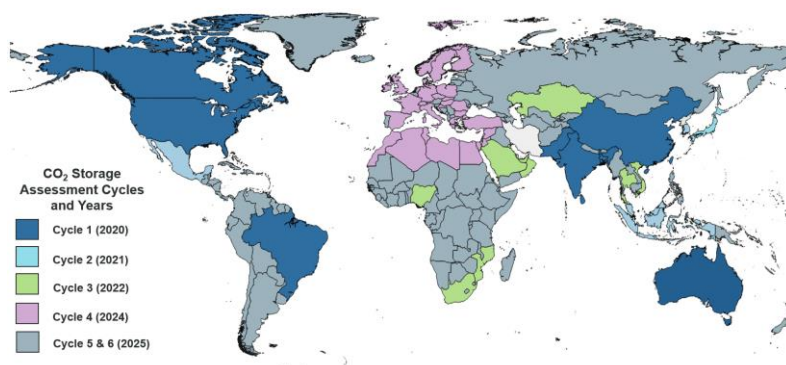 CO₂ Storage
Assessment Cycles
and Years
Cycle 1 (2020)
Cycle 2 (2021)
Cycle 3 (2022)
Cycle 4 (2024)
Cycle 5 & 6 (2025)